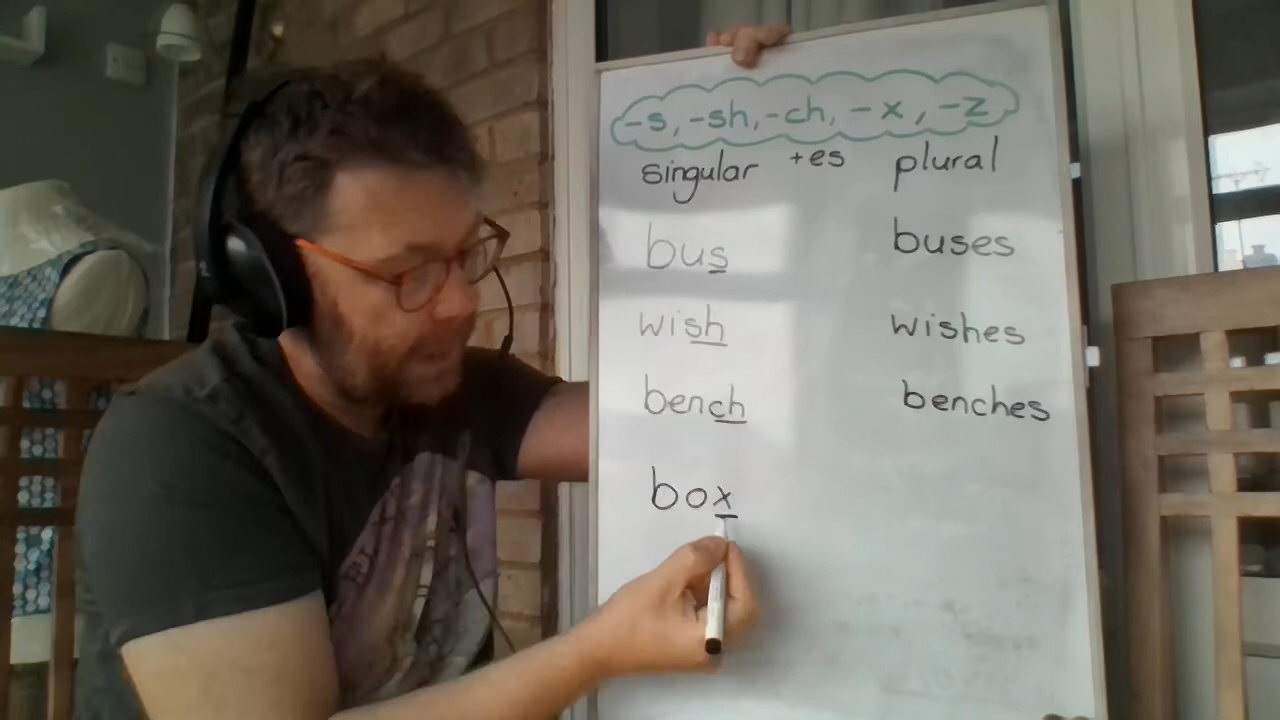 -s, -sh, -ch, -x, -z
singular +es plural
bus buses
wish wishes
bench benches
box